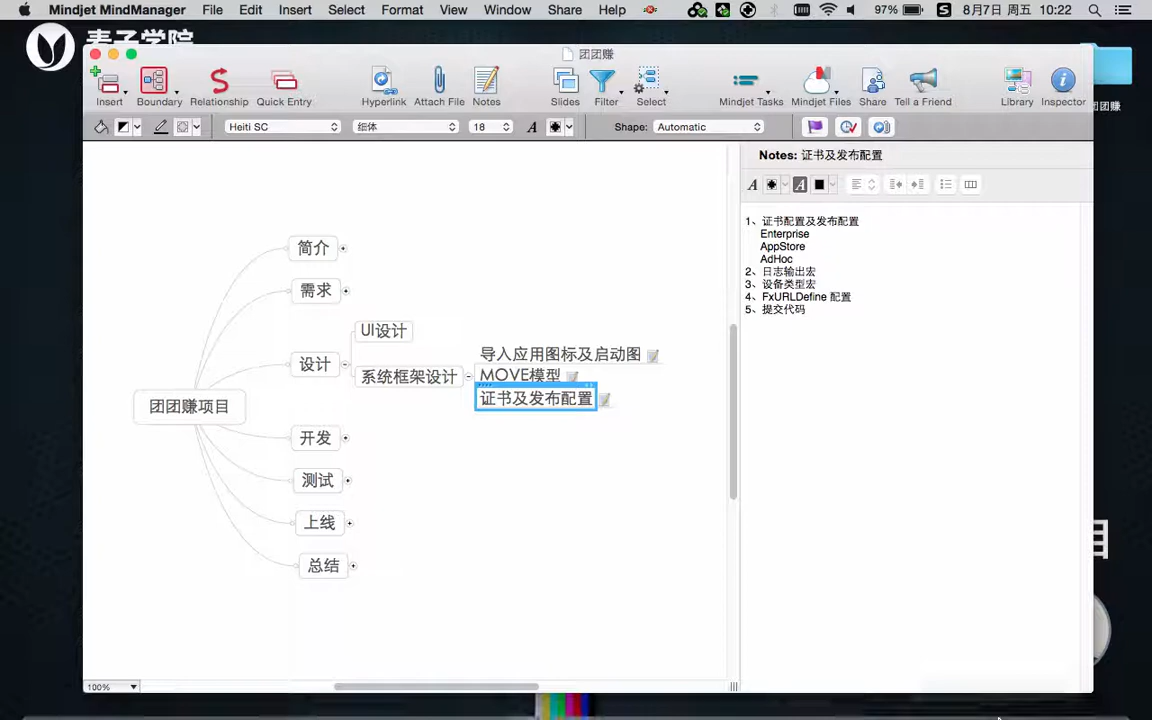 Mindjet MindManager File Edit Insert Select Format View Window Share Help 97% 8月7日 周五 10:22
麦子学院
团团赚
Insert Boundary Relationship Quick Entry Hyperlink Attach File Notes Slides Filter Select Mindjet Tasks Mindjet Files Share Tell a Friend Library Inspector
Heiti SC 细体 18 Shape: Automatic
Notes: 证书及发布配置
1、证书配置及发布配置
Enterprise
AppStore
AdHoc
2、日志输出宏
3、设备类型宏
4、FxURLDefine 配置
5、提交代码
团团赚项目
简介
需求
设计
UI设计
系统框架设计
导入应用图标及启动图
MOVE模型
证书及发布配置
开发
测试
上线
总结
100%